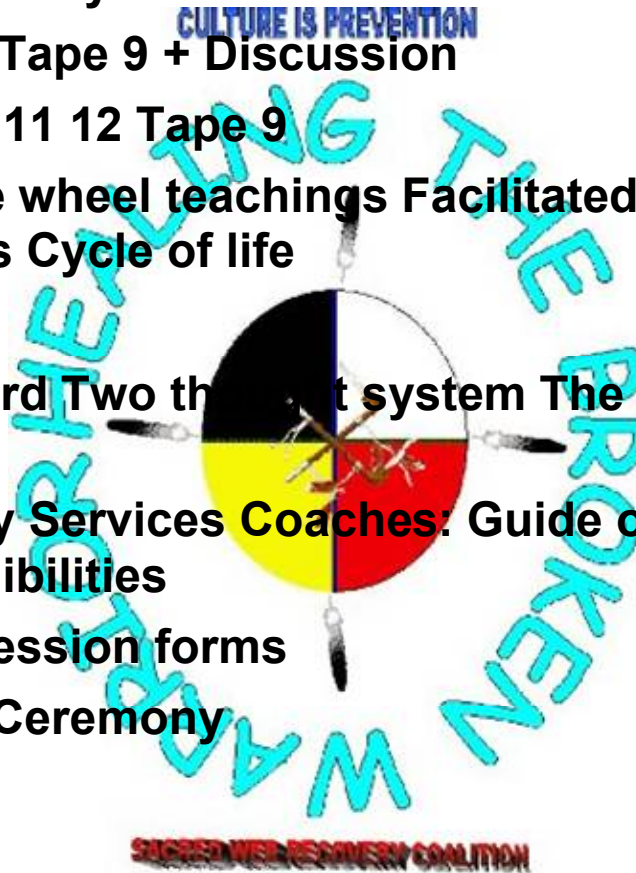 CULTURE IS PREVENTION
Tape 9 + Discussion
11 12 Tape 9
e wheel teachings Facilitated
s Cycle of life
rd Two system The
y Services Coaches: Guide o
ibilities
ession forms
Ceremony
HEALING THE BROKEN WARRIOR
SACRED WEB RECOVERY COALITION